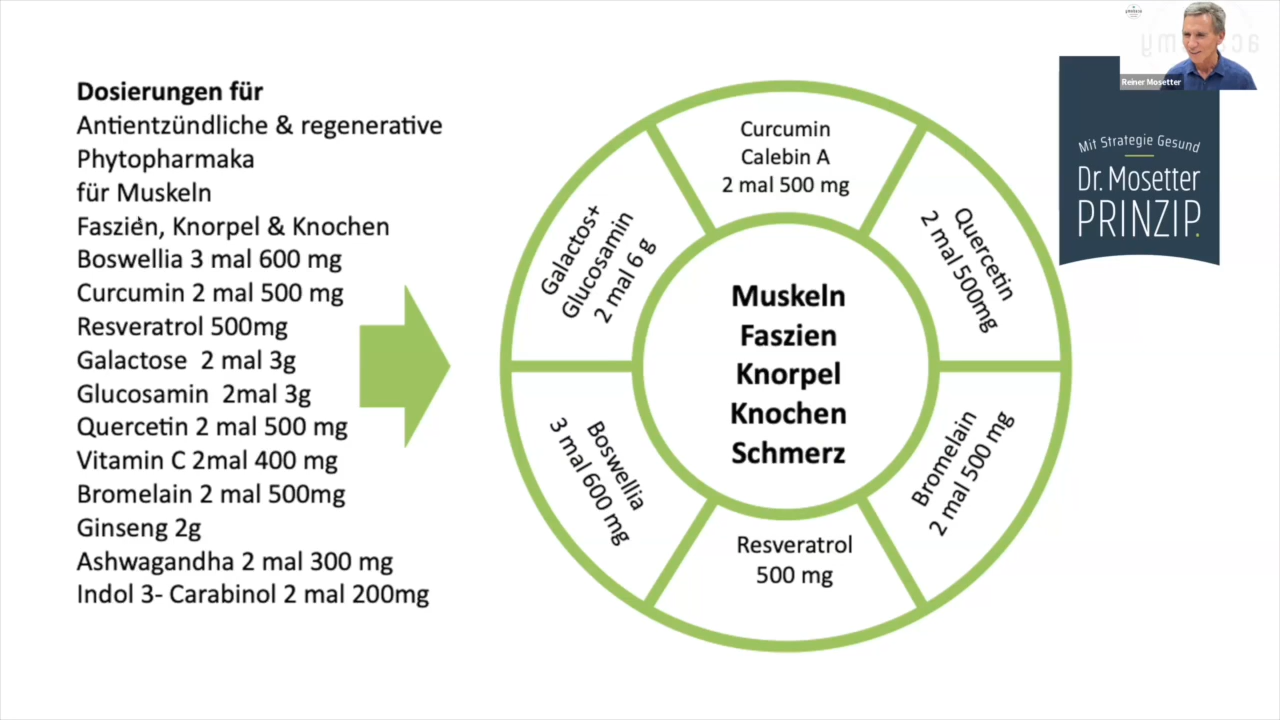 Dosierungen für
Antientzündliche & regenerative
Phytopharmaka
für Muskeln
Faszien, Knorpel & Knochen
Boswellia 3 mal 600 mg
Curcumin 2 mal 500 mg
Resveratrol 500mg
Galactose 2 mal 3g
Glucosamin 2mal 3g
Quercetin 2 mal 500 mg
Vitamin C 2mal 400 mg
Bromelain 2 mal 500mg
Ginseng 2g
Ashwagandha 2 mal 300 mg
Indol 3- Carabinol 2 mal 200mg
Curcumin
Calebin A
2 mal 500 mg
Quercetin
2 mal 500mg
Bromelain
2 mal 500 mg
Resveratrol
500 mg
Boswellia
3 mal 600 mg
Galactos+
Glucosamin
2 mal 6 g
Muskeln
Faszien
Knorpel
Knochen
Schmerz
Reiner Mosetter
Mit Strategie Gesund
Dr. Mosetter
PRINZIP.